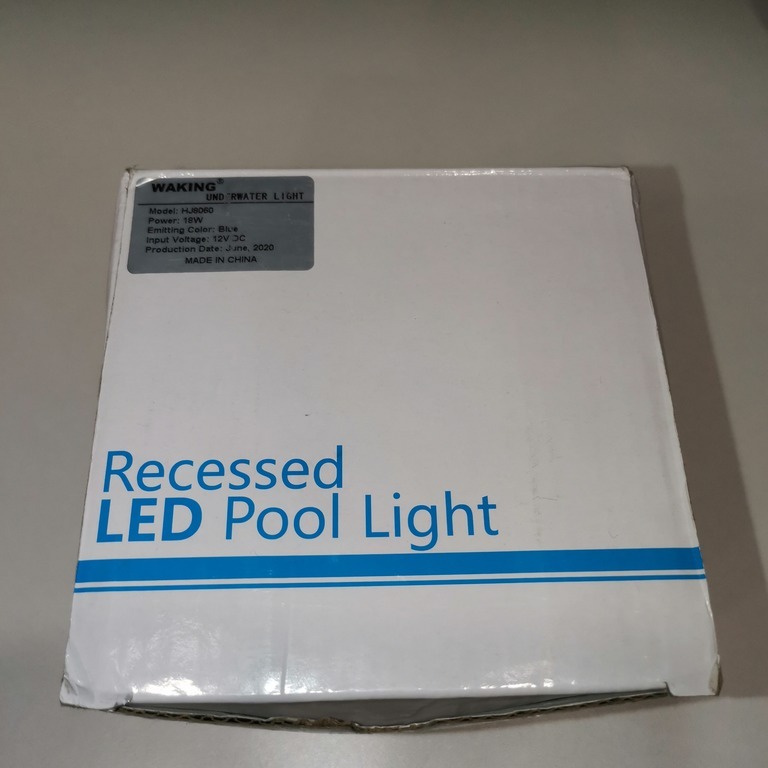 WAKING®
UNDERWATER LIGHT
Model: HJ8060
Power: 18W
Emitting Color: Blue
Input Voltage: 12V DC
Production Date: June, 2020
MADE IN CHINA
Recessed
LED Pool Light